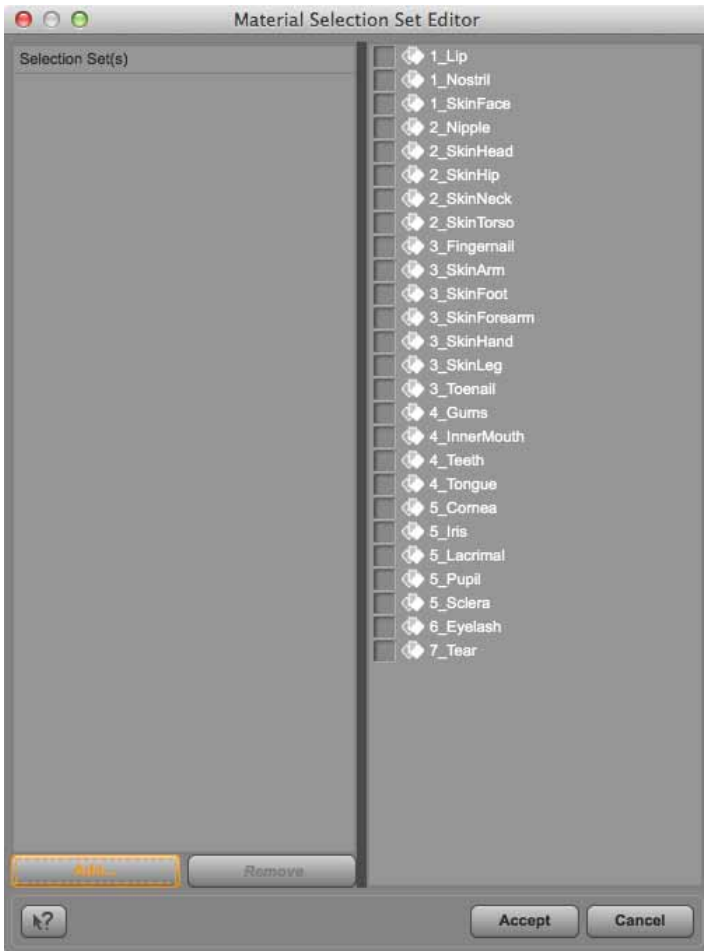 Material Selection Set Editor
Selection Set(s)
1_Lip
1_Nostril
1_SkinFace
2_Nipple
2_SkinHead
2_SkinHip
2_SkinNeck
2_SkinTorso
3_Fingernail
3_SkinArm
3_SkinFoot
3_SkinForearm
3_SkinHand
3_SkinLeg
3_Toenail
4_Gums
4_InnerMouth
4_Teeth
4_Tongue
5_Cornea
5_Iris
5_Lacrimal
5_Pupil
5_Sclera
6_Eyelash
7_Tear
Add...
Remove
?
Accept
Cancel